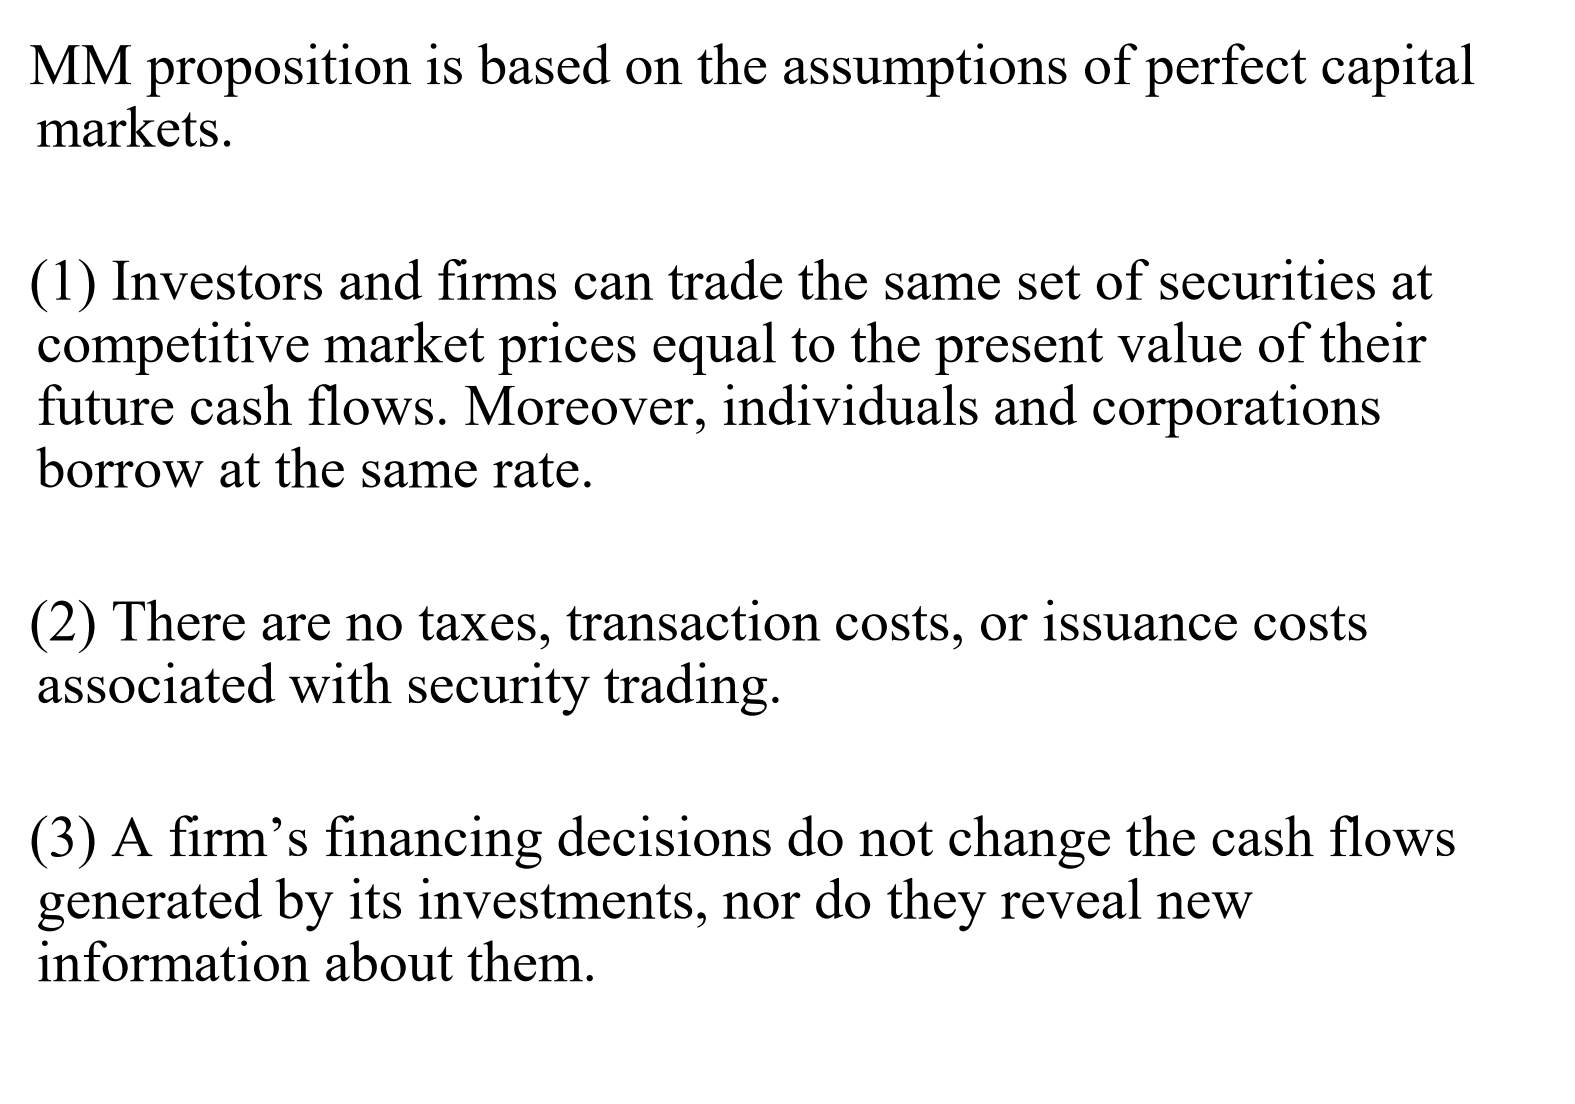 MM proposition is based on the assumptions of perfect capital
markets.
(1) Investors and firms can trade the same set of securities at
competitive market prices equal to the present value of their
future cash flows. Moreover, individuals and corporations
borrow at the same rate.
(2) There are no taxes, transaction costs, or issuance costs
associated with security trading.
(3) A firm’s financing decisions do not change the cash flows
generated by its investments, nor do they reveal new
information about them.